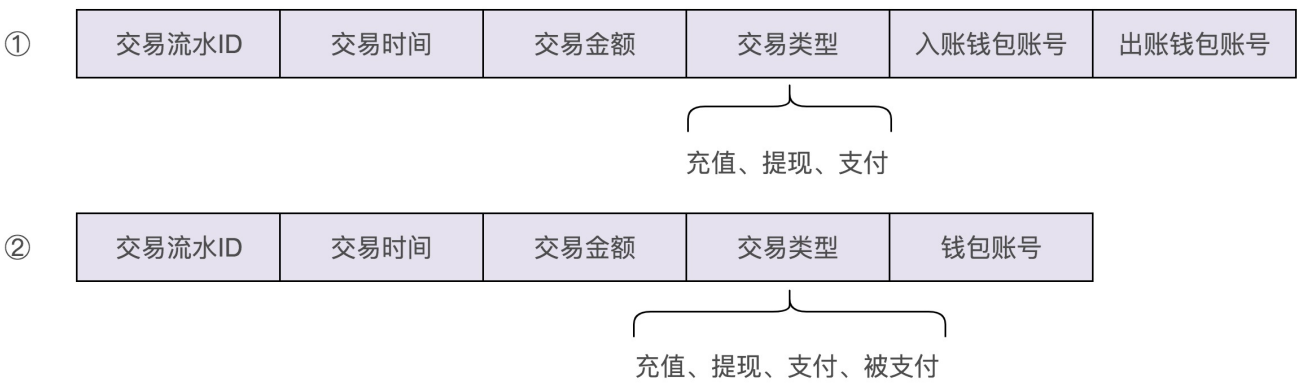 ① 交易流水ID 交易时间 交易金额 交易类型 入账钱包账号 出账钱包账号
充值、提现、支付
② 交易流水ID 交易时间 交易金额 交易类型 钱包账号
充值、提现、支付、被支付